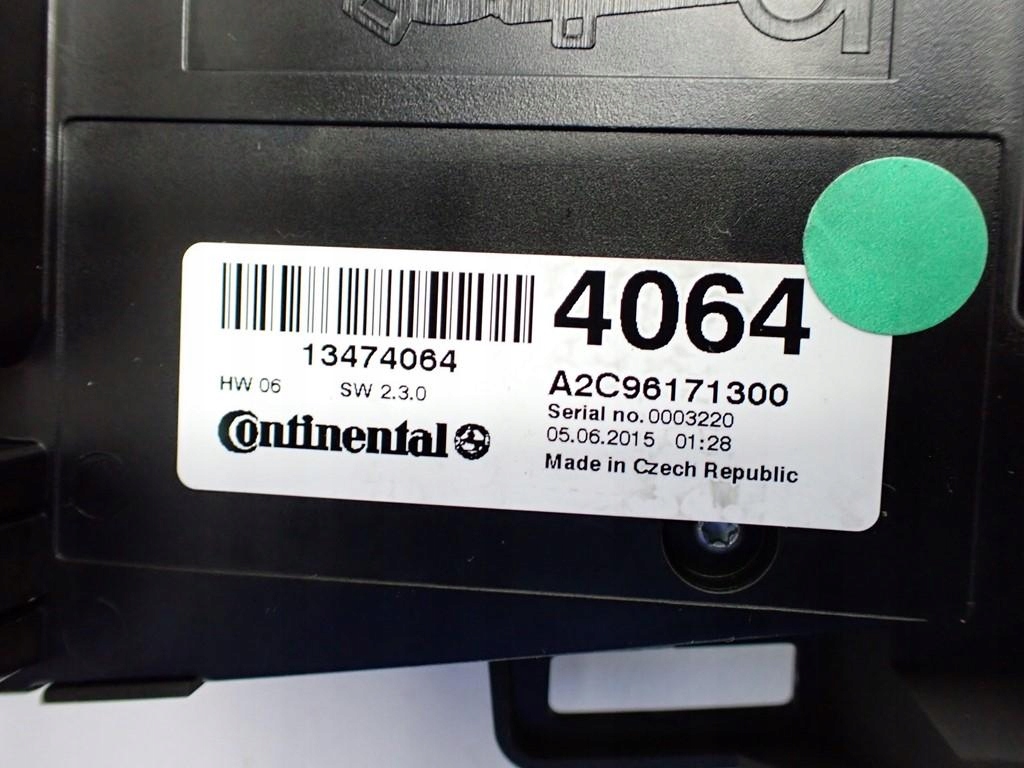 4064
13474064
HW 06 SW 2.3.0
A2C96171300
Serial no. 0003220
05.06.2015 01:28
Continental
Made in Czech Republic